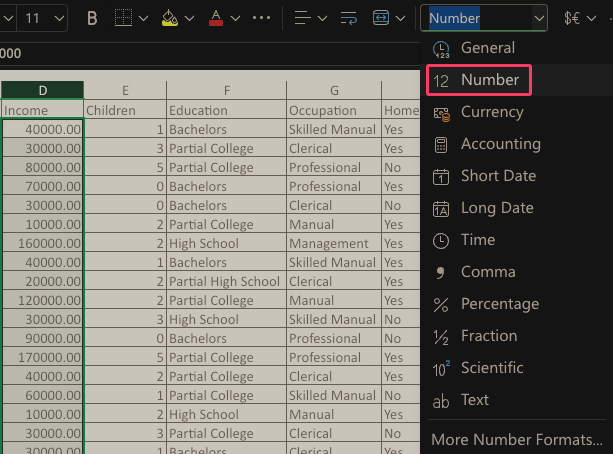 11 B A Number $€
000
D E F G
Income Children Education Occupation Home
40000.00 1 Bachelors Skilled Manual Yes
30000.00 3 Partial College Clerical Yes
80000.00 5 Partial College Professional No
70000.00 0 Bachelors Professional Yes
30000.00 0 Bachelors Clerical No
10000.00 2 Partial College Manual Yes
160000.00 2 High School Management Yes
40000.00 1 Bachelors Skilled Manual Yes
20000.00 2 Partial High School Clerical Yes
120000.00 2 Partial College Manual Yes
30000.00 3 High School Skilled Manual No
90000.00 0 Bachelors Professional No
170000.00 5 Partial College Professional Yes
40000.00 2 Partial College Clerical Yes
60000.00 1 Partial College Skilled Manual No
10000.00 2 High School Manual Yes
30000.00 3 Partial College Clerical No
30000.00 1 Bachelors Clerical Yes
123 General
12 Number
Currency
Accounting
1 Short Date
1A Long Date
Time
Comma
% Percentage
½ Fraction
10² Scientific
ab Text
More Number Formats...